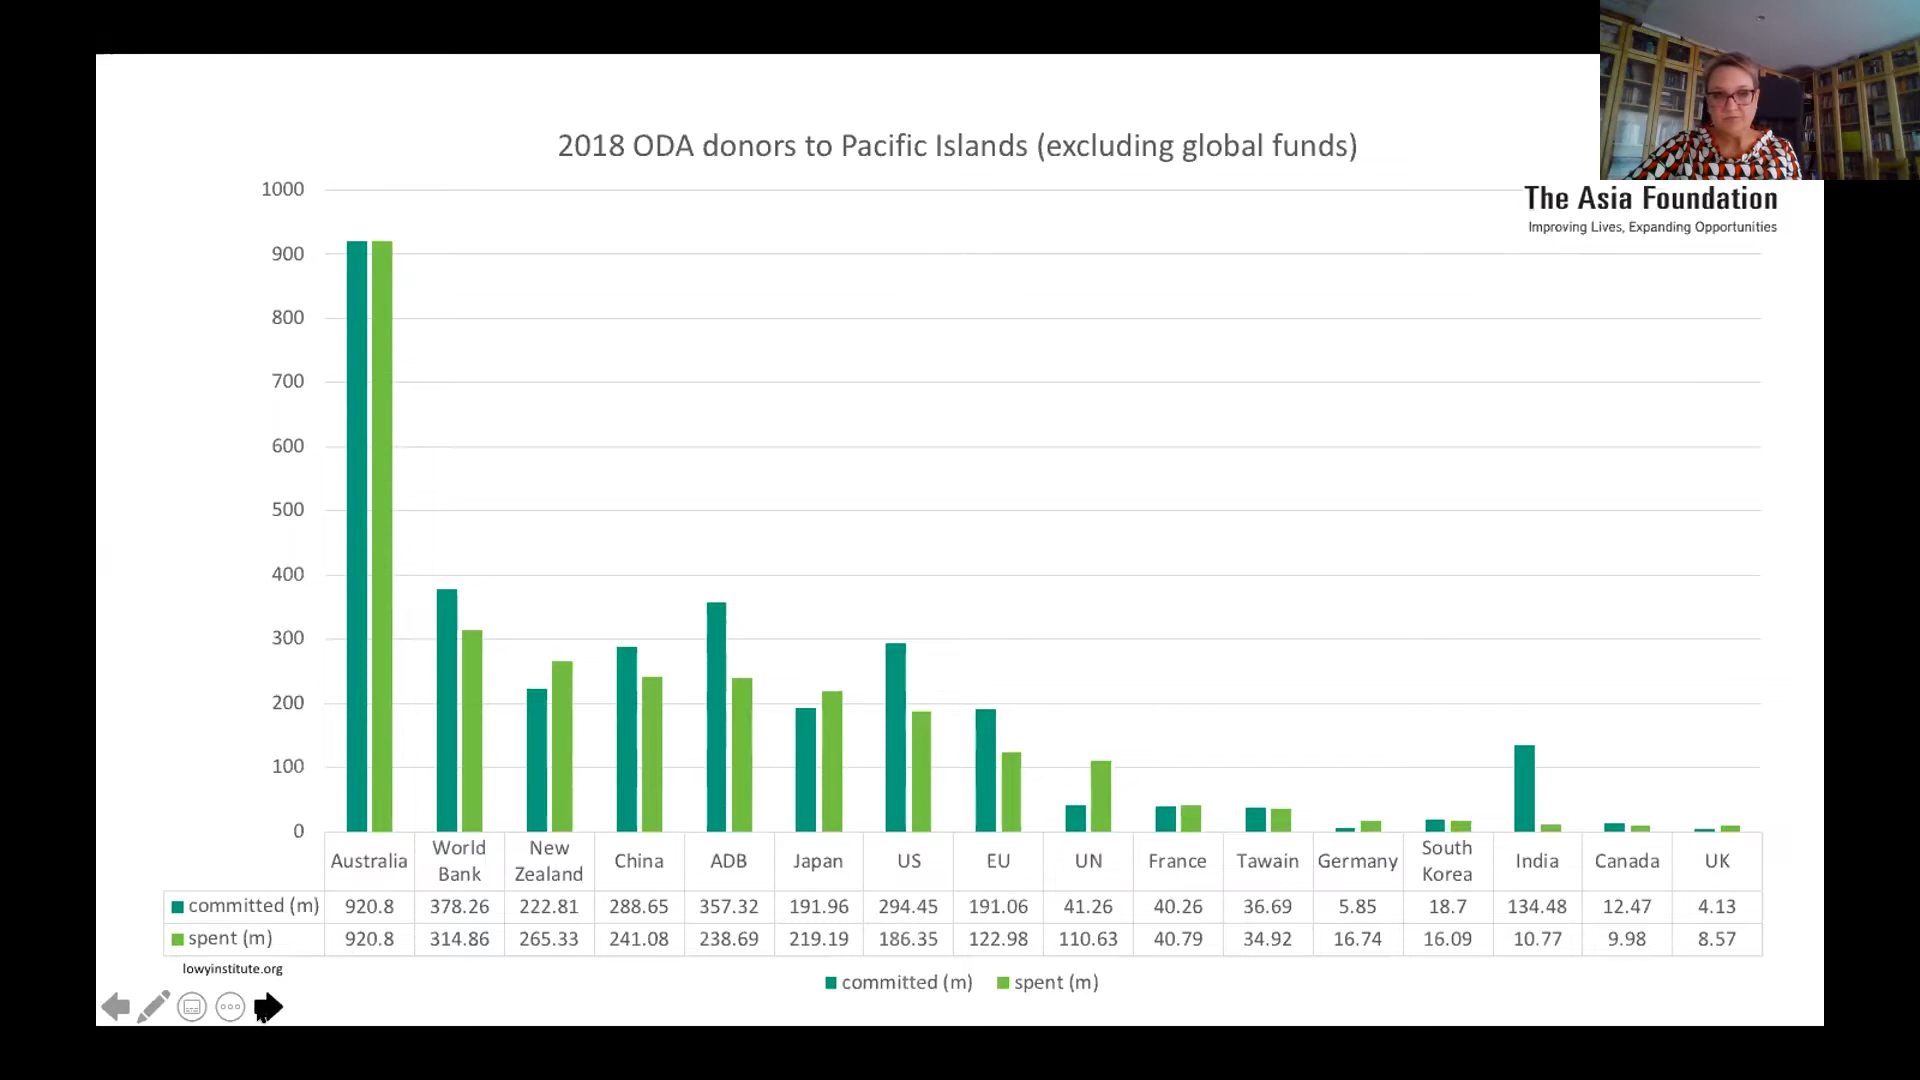 2018 ODA donors to Pacific Islands (excluding global funds)
The Asia Foundation
Improving Lives, Expanding Opportunities
1000
900
800
700
600
500
400
300
200
100
0
Australia World Bank New Zealand China ADB Japan US EU UN France Tawain Germany South Korea India Canada UK
committed (m) 920.8 378.26 222.81 288.65 357.32 191.96 294.45 191.06 41.26 40.26 36.69 5.85 18.7 134.48 12.47 4.13
spent (m) 920.8 314.86 265.33 241.08 238.69 219.19 186.35 122.98 110.63 40.79 34.92 16.74 16.09 10.77 9.98 8.57
lowyinstitute.org
committed (m) spent (m)